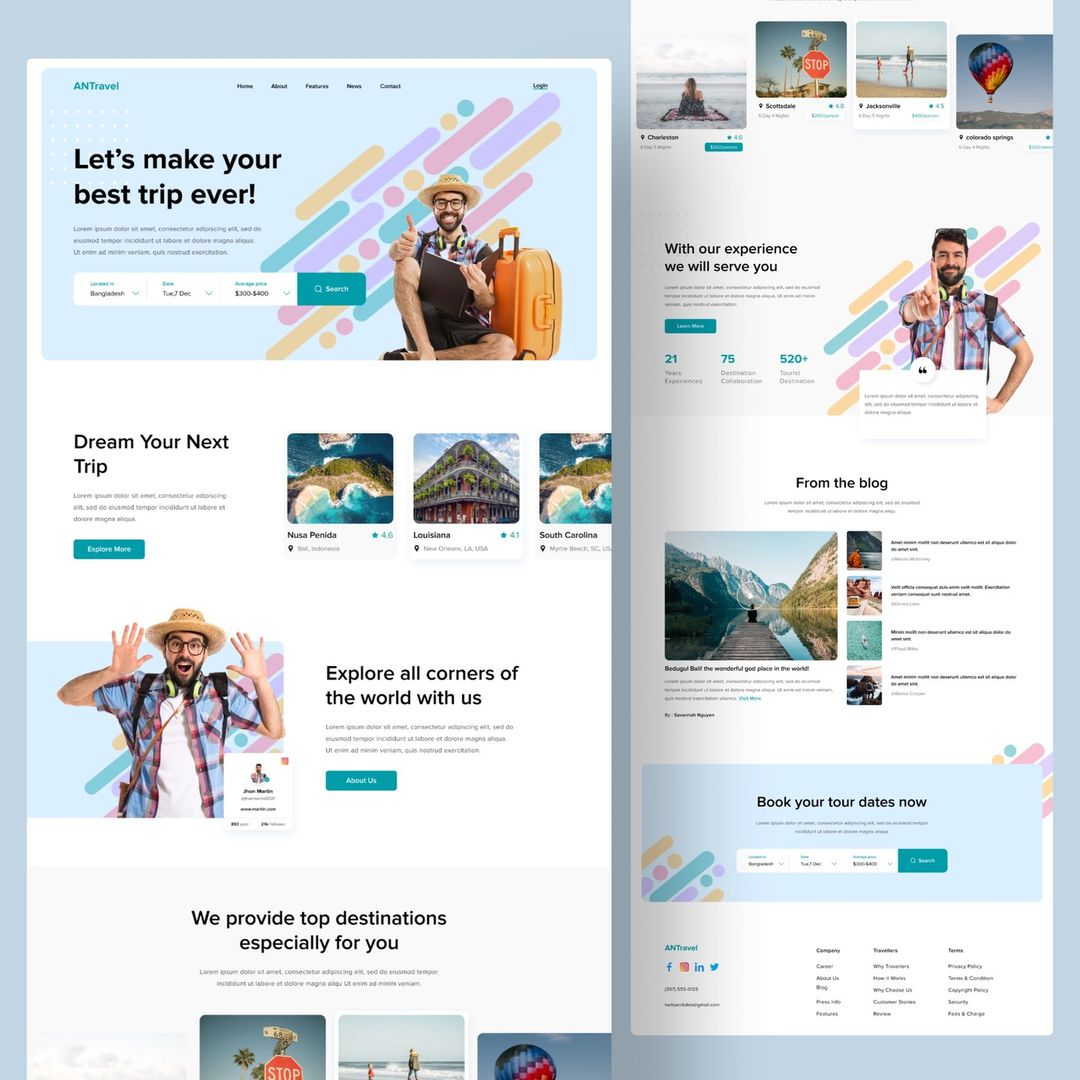 ANTravel
Home About Features News Contact
Login
Let's make your
best trip ever!
Lorem ipsum dolor sit amet, consectetur adipiscing elit, sed do
eiusmod tempor incididunt ut labore et dolore magna aliqua.
Ut enim ad minim veniam, quis nostrud exercitation.
Located in
Bangladesh
Date
Tue,7 Dec
Average price
$300-$400
Search
Dream Your Next
Trip
Lorem ipsum dolor sit amet, consectetur adipiscing
elit, sed do eiusmod tempor incididunt ut labore et
dolore magna aliqua.
Explore More
Nusa Penida 4.6
Bali, Indonesia
Louisiana 4.1
New Orleans, LA, USA
South Carolina
Myrtle Beach, SC, US
Explore all corners of
the world with us
Lorem ipsum dolor sit amet, consectetur adipiscing elit, sed do
eiusmod tempor incididunt ut labore et dolore magna aliqua.
Ut enim ad minim veniam, quis nostrud exercitation.
About Us
Jhon Martin
@jhonmartin2021
www.martin.com
893 post 24k follower
We provide top destinations
especially for you
Lorem ipsum dolor sit amet, consectetur adipiscing elit, sed do eiusmod tempor
incididunt ut labore et dolore magna aliqu Ut enim ad minim veniam.
STOP
STOP
Charleston 4.6
6 Day 5 Nights $350/person
Scottsdale 4.8
5 Day 4 Nights $250/person
Jacksonville 4.5
6 Day 5 Nights $400/person
colorado springs
5 Day 4 Nights $320/person
With our experience
we will serve you
Lorem ipsum dolor sit amet, consectetur adipiscing elit, sed do
eiusmod tempor incididunt ut labore et dolore magna aliqua. Ut enim ad minim
veniam, quis nostrud.
Learn More
21
Years
Experiences
75
Destination
Collaboration
520+
Tourist
Destination
Lorem ipsum dolor sit amet, consectetur adipiscing
elit, sed do eiusmod tempor incididunt ut labore et
dolore magna aliqua
From the blog
Lorem ipsum dolor sit amet, consectetur adipiscing elit, sed do eiusmod
tempor incididunt ut labore et dolore magna aliqu.
Bedugul Bali! the wonderful god place in the world!
Lorem ipsum dolor sit amet, consectetur adipiscing elit, sed do eiusmod
tempor incididunt ut labore et dolore magna aliqua. Ut enim ad minim veniam,
quis nostrud exercitation ullamco. Visit More
By : Savannah Nguyen
Amet minim mollit non deserunt ullamco est sit aliqua dolor
do amet sint.
@Marvin McKinney
Velit officia consequat duis enim velit mollit. Exercitation
veniam consequat sunt nostrud amet.
@Devon Lane
Minim mollit non deserunt ullamco est sit aliqua dolor do
amet sint.
@Floyd Miles
Amet minim mollit non deserunt ullamco est sit aliqua dolor
do amet sint.
@Bessie Cooper
Book your tour dates now
Lorem ipsum dolor sit amet, consectetur adipiscing elit, sed do eiusmod tempor
incididunt ut labore et dolore magna aliqua.
Located in
Bangladesh
Date
Tue,7 Dec
Average price
$300-$400
Search
ANTravel
(307) 555-0133
helloanikdeb@gmail.com
Company
Career
About Us
Blog
Press Info
Features
Travellers
Why Travellers
How it Works
Why Choose Us
Customer Stories
Review
Terms
Privacy Policy
Terms & Condition
Copyright Policy
Security
Fees & Charge